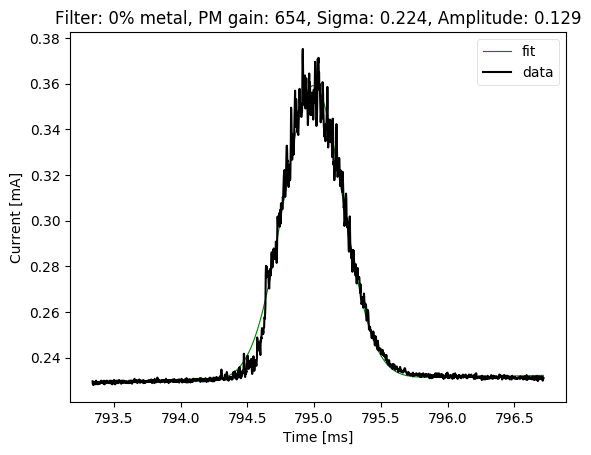 Filter: 0% metal, PM gain: 654, Sigma: 0.224, Amplitude: 0.129
fit
data
0.38
0.36
0.34
0.32
0.30
0.28
0.26
0.24
Current [mA]
793.5 794.0 794.5 795.0 795.5 796.0 796.5
Time [ms]